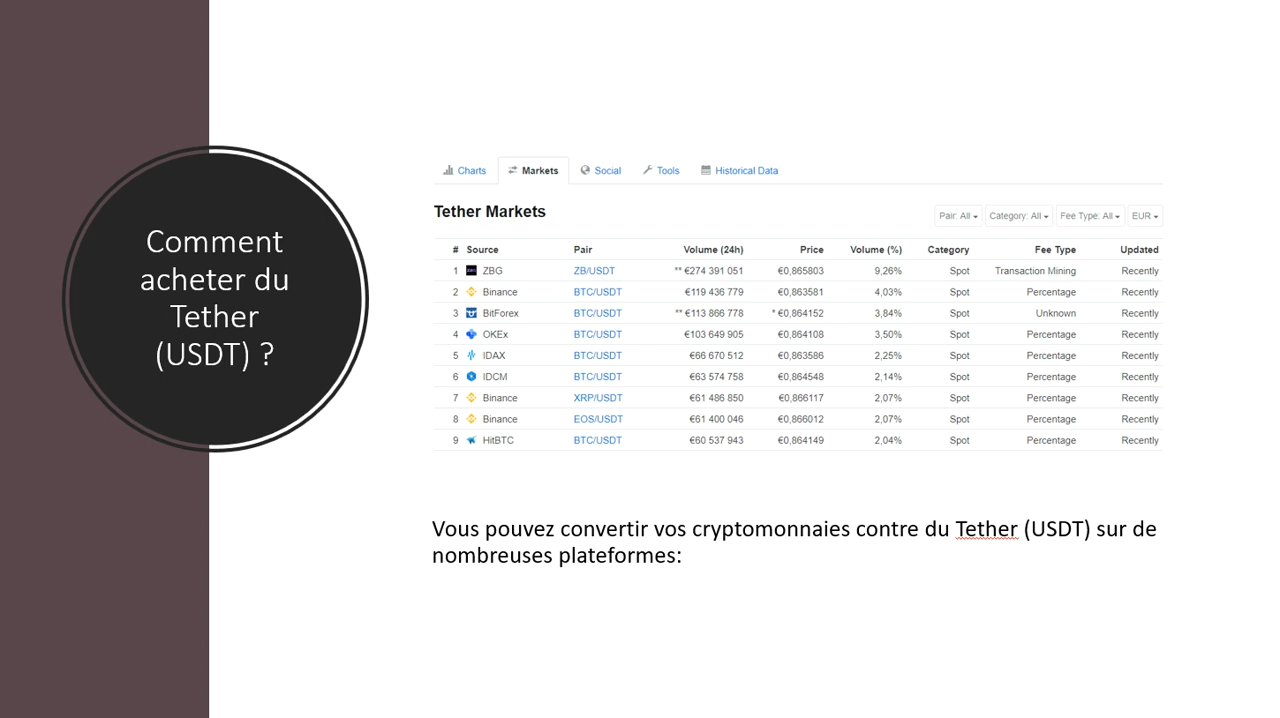 Comment
acheter du
Tether
(USDT) ?
Charts Markets Social Tools Historical Data
Tether Markets
Pair: All Category: All Fee Type: All EUR
# Source Pair Volume (24h) Price Volume (%) Category Fee Type Updated
1 ZBG ZB/USDT ** €274 391 051 €0,865803 9,26% Spot Transaction Mining Recently
2 Binance BTC/USDT €119 436 779 €0,863581 4,03% Spot Percentage Recently
3 BitForex BTC/USDT ** €113 866 778 * €0,864152 3,84% Spot Unknown Recently
4 OKEx BTC/USDT €103 649 905 €0,864108 3,50% Spot Percentage Recently
5 IDAX BTC/USDT €66 670 512 €0,863586 2,25% Spot Percentage Recently
6 IDCM BTC/USDT €63 574 758 €0,864548 2,14% Spot Percentage Recently
7 Binance XRP/USDT €61 486 850 €0,866117 2,07% Spot Percentage Recently
8 Binance EOS/USDT €61 400 046 €0,866012 2,07% Spot Percentage Recently
9 HitBTC BTC/USDT €60 537 943 €0,864149 2,04% Spot Percentage Recently
Vous pouvez convertir vos cryptomonnaies contre du Tether (USDT) sur de
nombreuses plateformes: